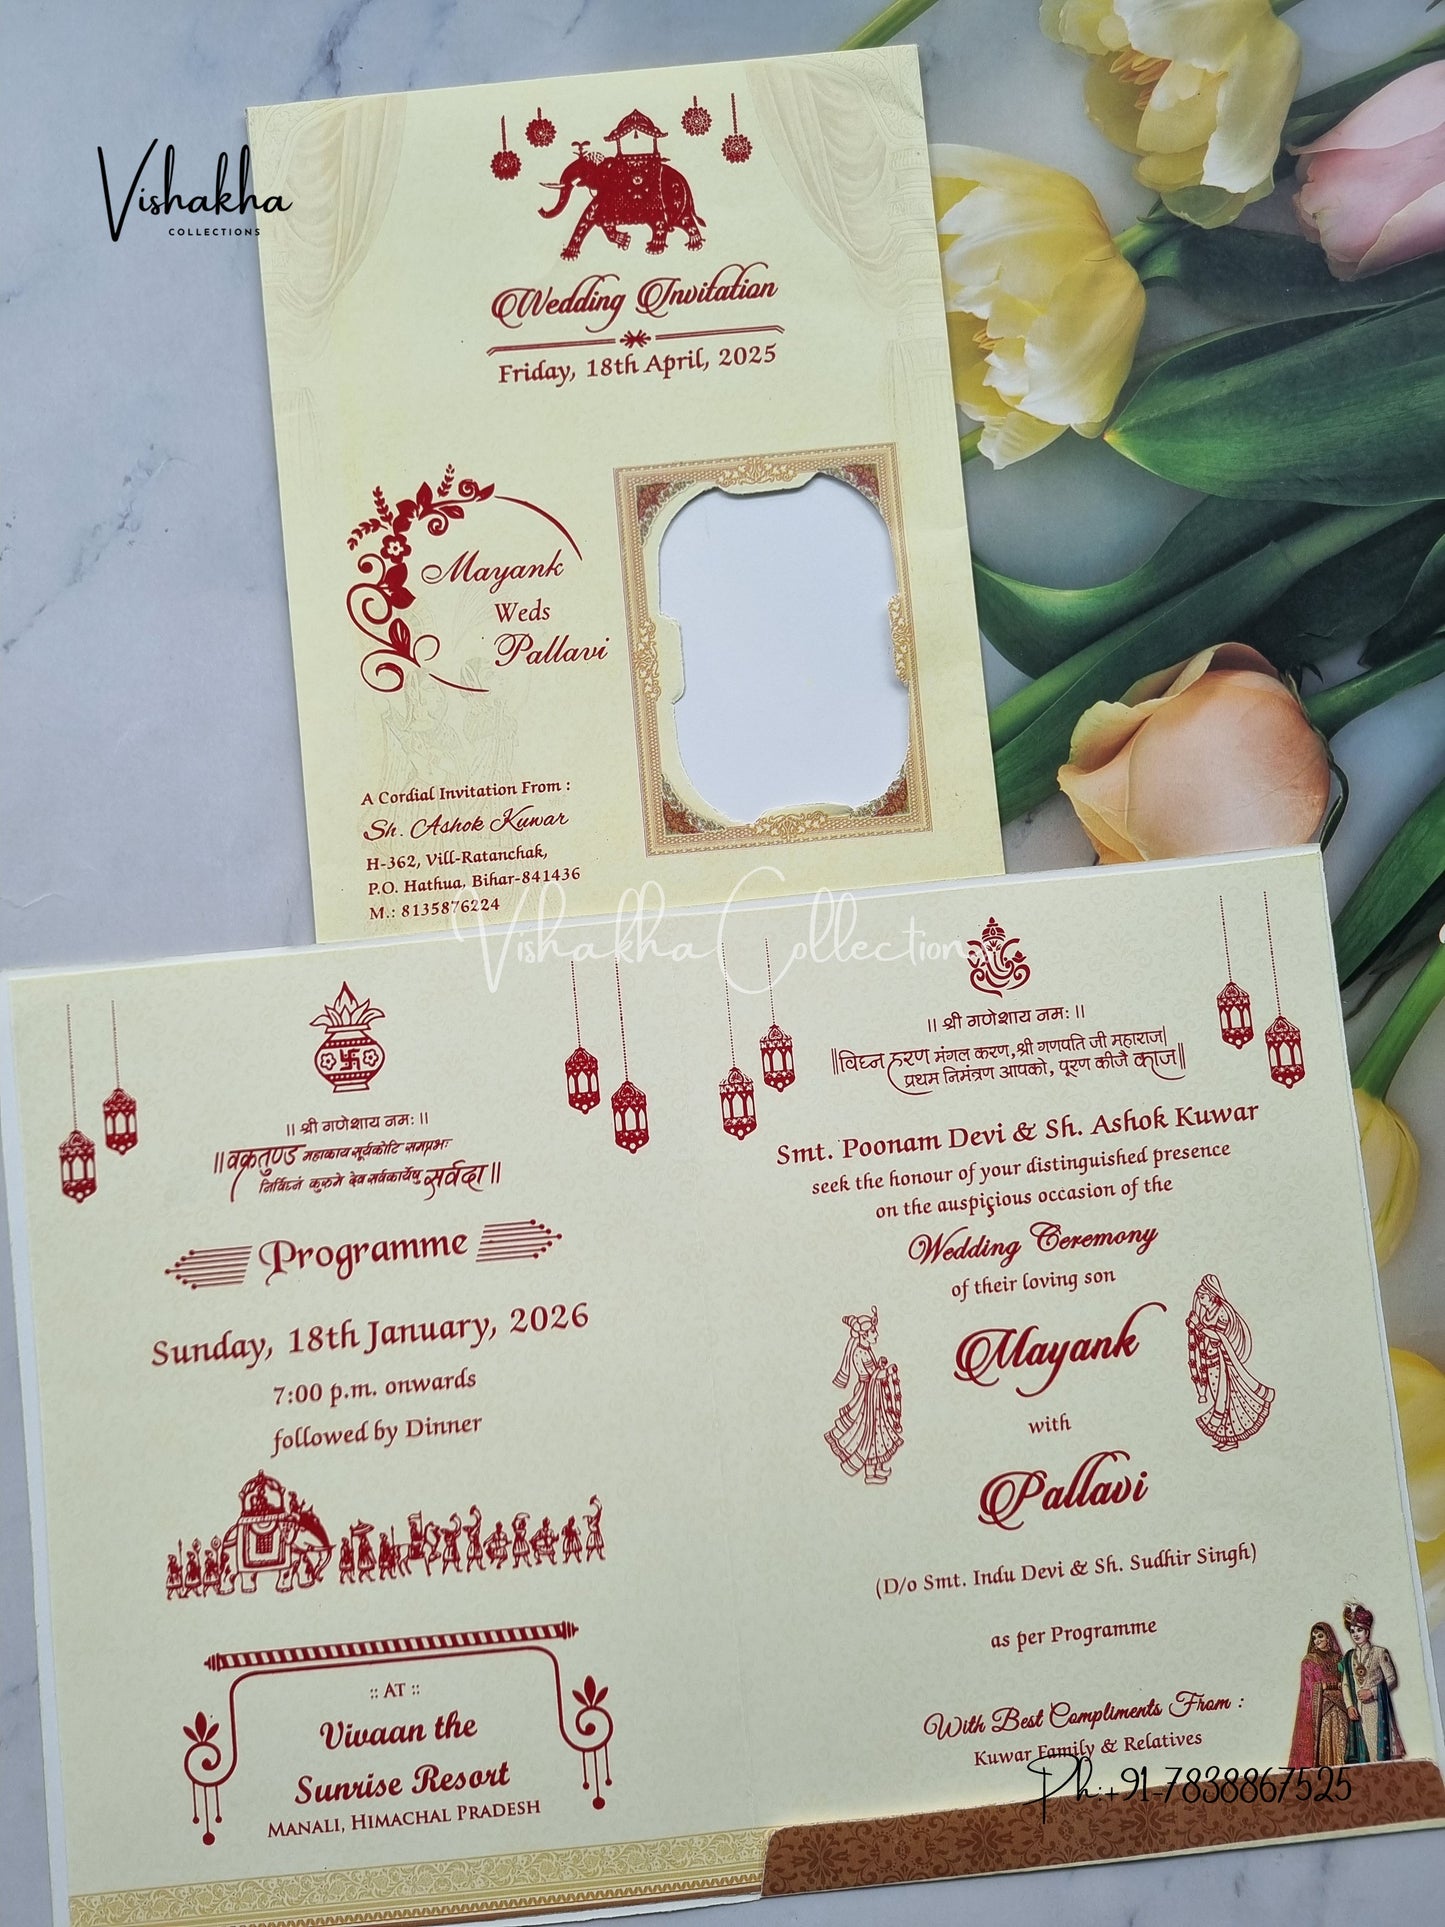 Vishakha
COLLECTIONS
Wedding Invitation
Friday, 18th April, 2025
Mayank
Weds
Pallavi
A Cordial Invitation From :
Sh. Ashok Kuwar
H-362, Vill-Ratanchak,
P.O. Hathua, Bihar-841436
M.: 8135876224
Vishakha Collections
|| श्री गणेशाय नमः ||
||वक्रतुण्ड महाकाय सूर्यकोटि समप्रभः
निर्विघ्नं कुरुमे देव सर्वकार्येषु सर्वदा||
Programme
Sunday, 18th January, 2026
7:00 p.m. onwards
followed by Dinner
:: AT ::
Vivaan the
Sunrise Resort
MANALI, HIMACHAL PRADESH
|| श्री गणेशाय नमः ||
||विघ्न हरण मंगल करण,श्री गणपति जी महाराज|
प्रथम निमंत्रण आपको, पूरण कीजै काज||
Smt. Poonam Devi & Sh. Ashok Kuwar
seek the honour of your distinguished presence
on the auspicious occasion of the
Wedding Ceremony
of their loving son
Mayank
with
Pallavi
(D/o Smt. Indu Devi & Sh. Sudhir Singh)
as per Programme
With Best Compliments From :
Kuwar Family & Relatives
Ph:+91-7838867525